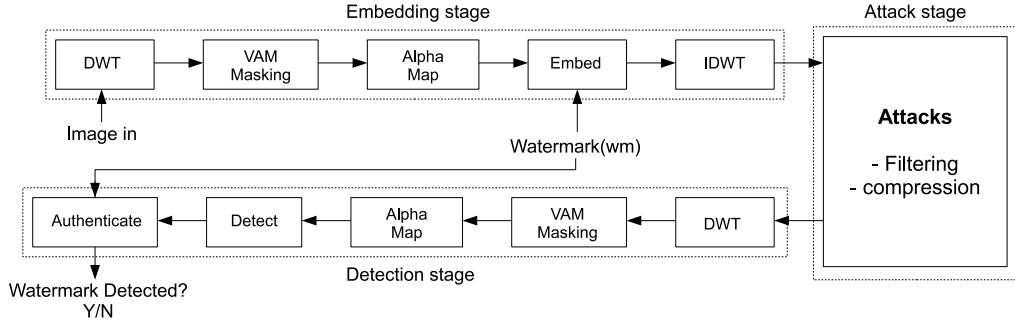 Embedding stage
Attack stage
DWT
VAM
Masking
Alpha
Map
Embed
IDWT
Image in
Watermark(wm)
Attacks
- Filtering
- compression
Authenticate
Detect
Alpha
Map
VAM
Masking
DWT
Detection stage
Watermark Detected?
Y/N